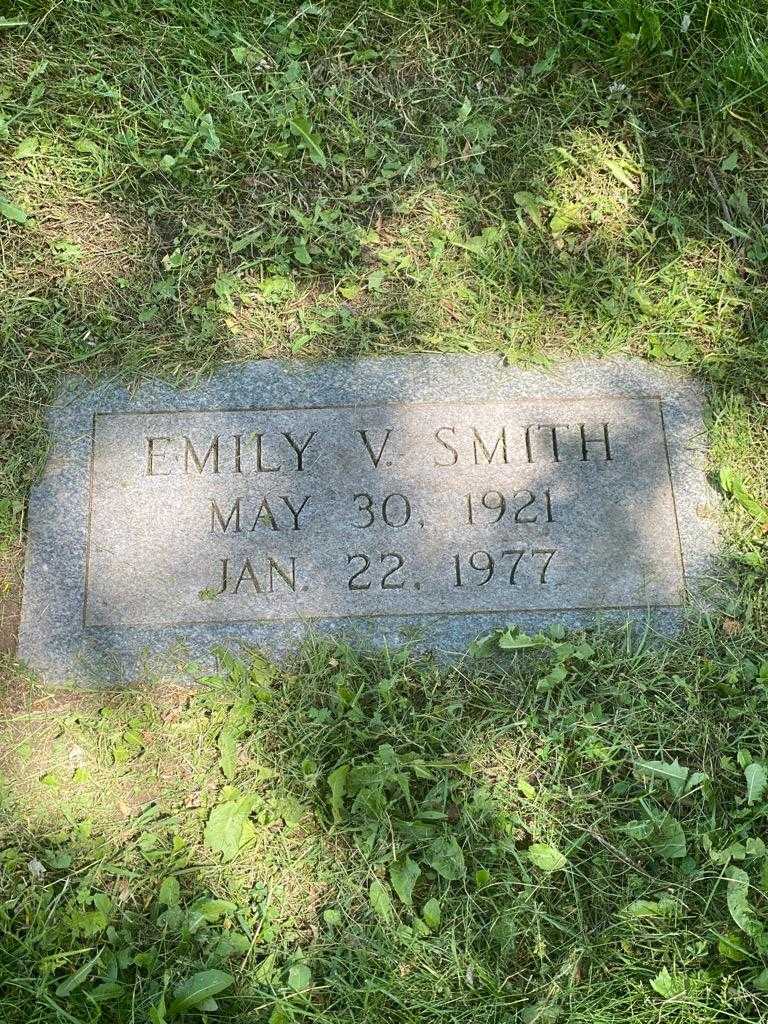 EMILY V. SMITH
MAY 30, 1921
JAN. 22, 1977